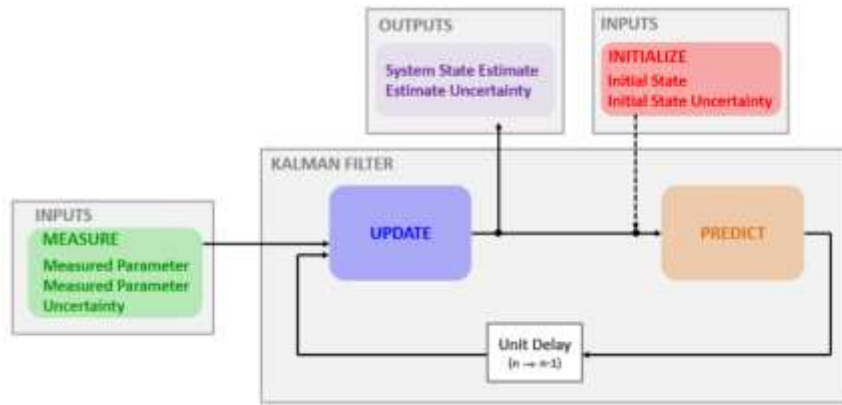 OUTPUTS
System State Estimate
Estimate Uncertainty
INPUTS
INITIALIZE
Initial State
Initial State Uncertainty
KALMAN FILTER
INPUTS
MEASURE
Measured Parameter
Measured Parameter
Uncertainty
UPDATE
PREDICT
Unit Delay
(n → n-1)